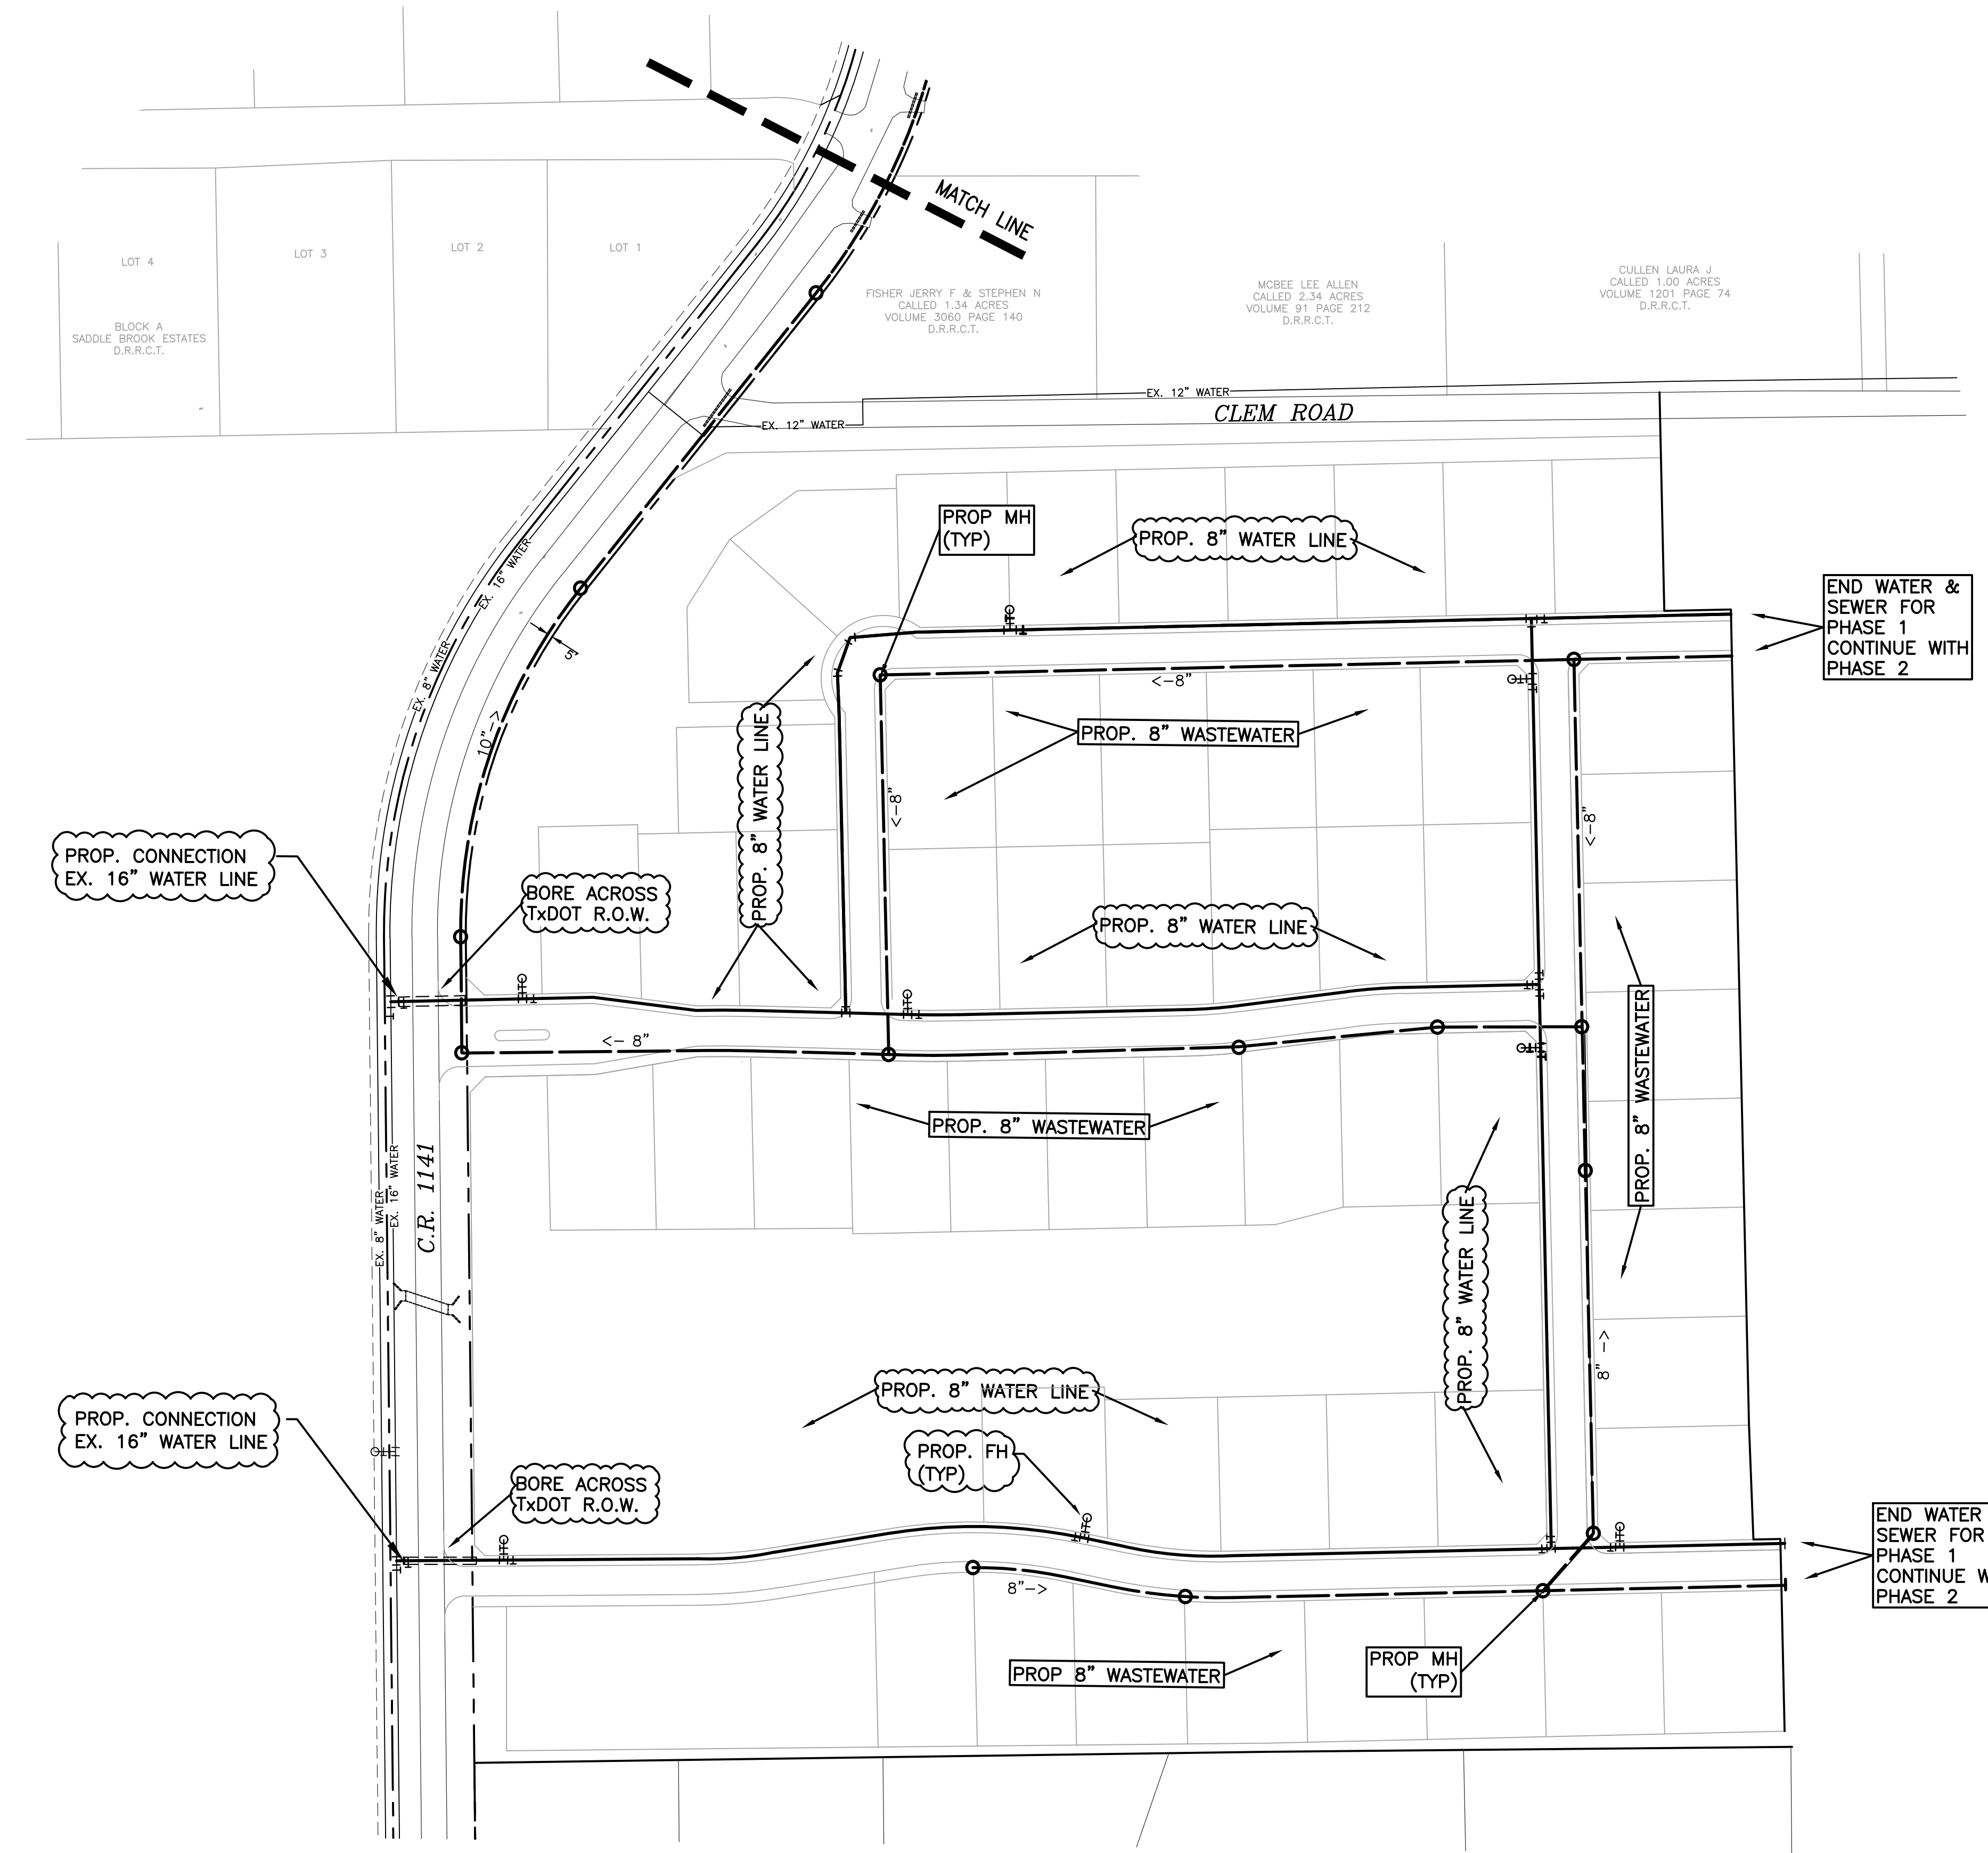 MATCH LINE
LOT 4
LOT 3
LOT 2
LOT 1
BLOCK A
SADDLE BROOK ESTATES
D.R.R.C.T.
FISHER JERRY F & STEPHEN N
CALLED 1.34 ACRES
VOLUME 3060 PAGE 140
D.R.R.C.T.
MCBEE LEE ALLEN
CALLED 2.34 ACRES
VOLUME 91 PAGE 212
D.R.R.C.T.
CULLEN LAURA J
CALLED 1.00 ACRES
VOLUME 1201 PAGE 74
D.R.R.C.T.
EX. 12" WATER
EX. 12" WATER
CLEM ROAD
PROP MH
(TYP)
PROP. 8" WATER LINE
EX. 16" WATER
EX. 8" WATER
5'
10"->
END WATER &
SEWER FOR
PHASE 1
CONTINUE WITH
PHASE 2
<-8"
PROP. 8" WASTEWATER
PROP. 8" WATER LINE
<-8"
<-8"
PROP. CONNECTION
EX. 16" WATER LINE
BORE ACROSS
TxDOT R.O.W.
PROP. 8" WATER LINE
<- 8"
PROP. 8" WASTEWATER
PROP. 8" WASTEWATER
C.R. 1141
EX. 16" WATER
EX. 8" WATER
PROP. 8" WATER LINE
8" ->
PROP. 8" WATER LINE
PROP. FH
(TYP)
PROP. CONNECTION
EX. 16" WATER LINE
BORE ACROSS
TxDOT R.O.W.
8"->
END WATER
SEWER FOR
PHASE 1
CONTINUE W
PHASE 2
PROP 8" WASTEWATER
PROP MH
(TYP)